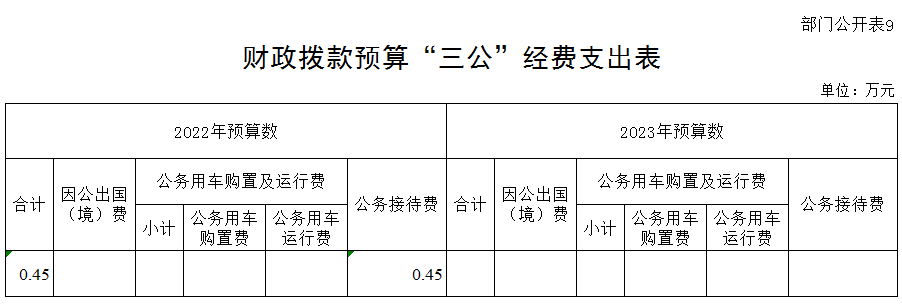 部门公开表9
财政拨款预算“三公”经费支出表
单位：万元
2022年预算数 2023年预算数
合计 因公出国（境）费 公务用车购置及运行费 公务接待费 合计 因公出国（境）费 公务用车购置及运行费 公务接待费
小计 公务用车购置费 公务用车运行费 小计 公务用车购置费 公务用车运行费
0.45 0.45